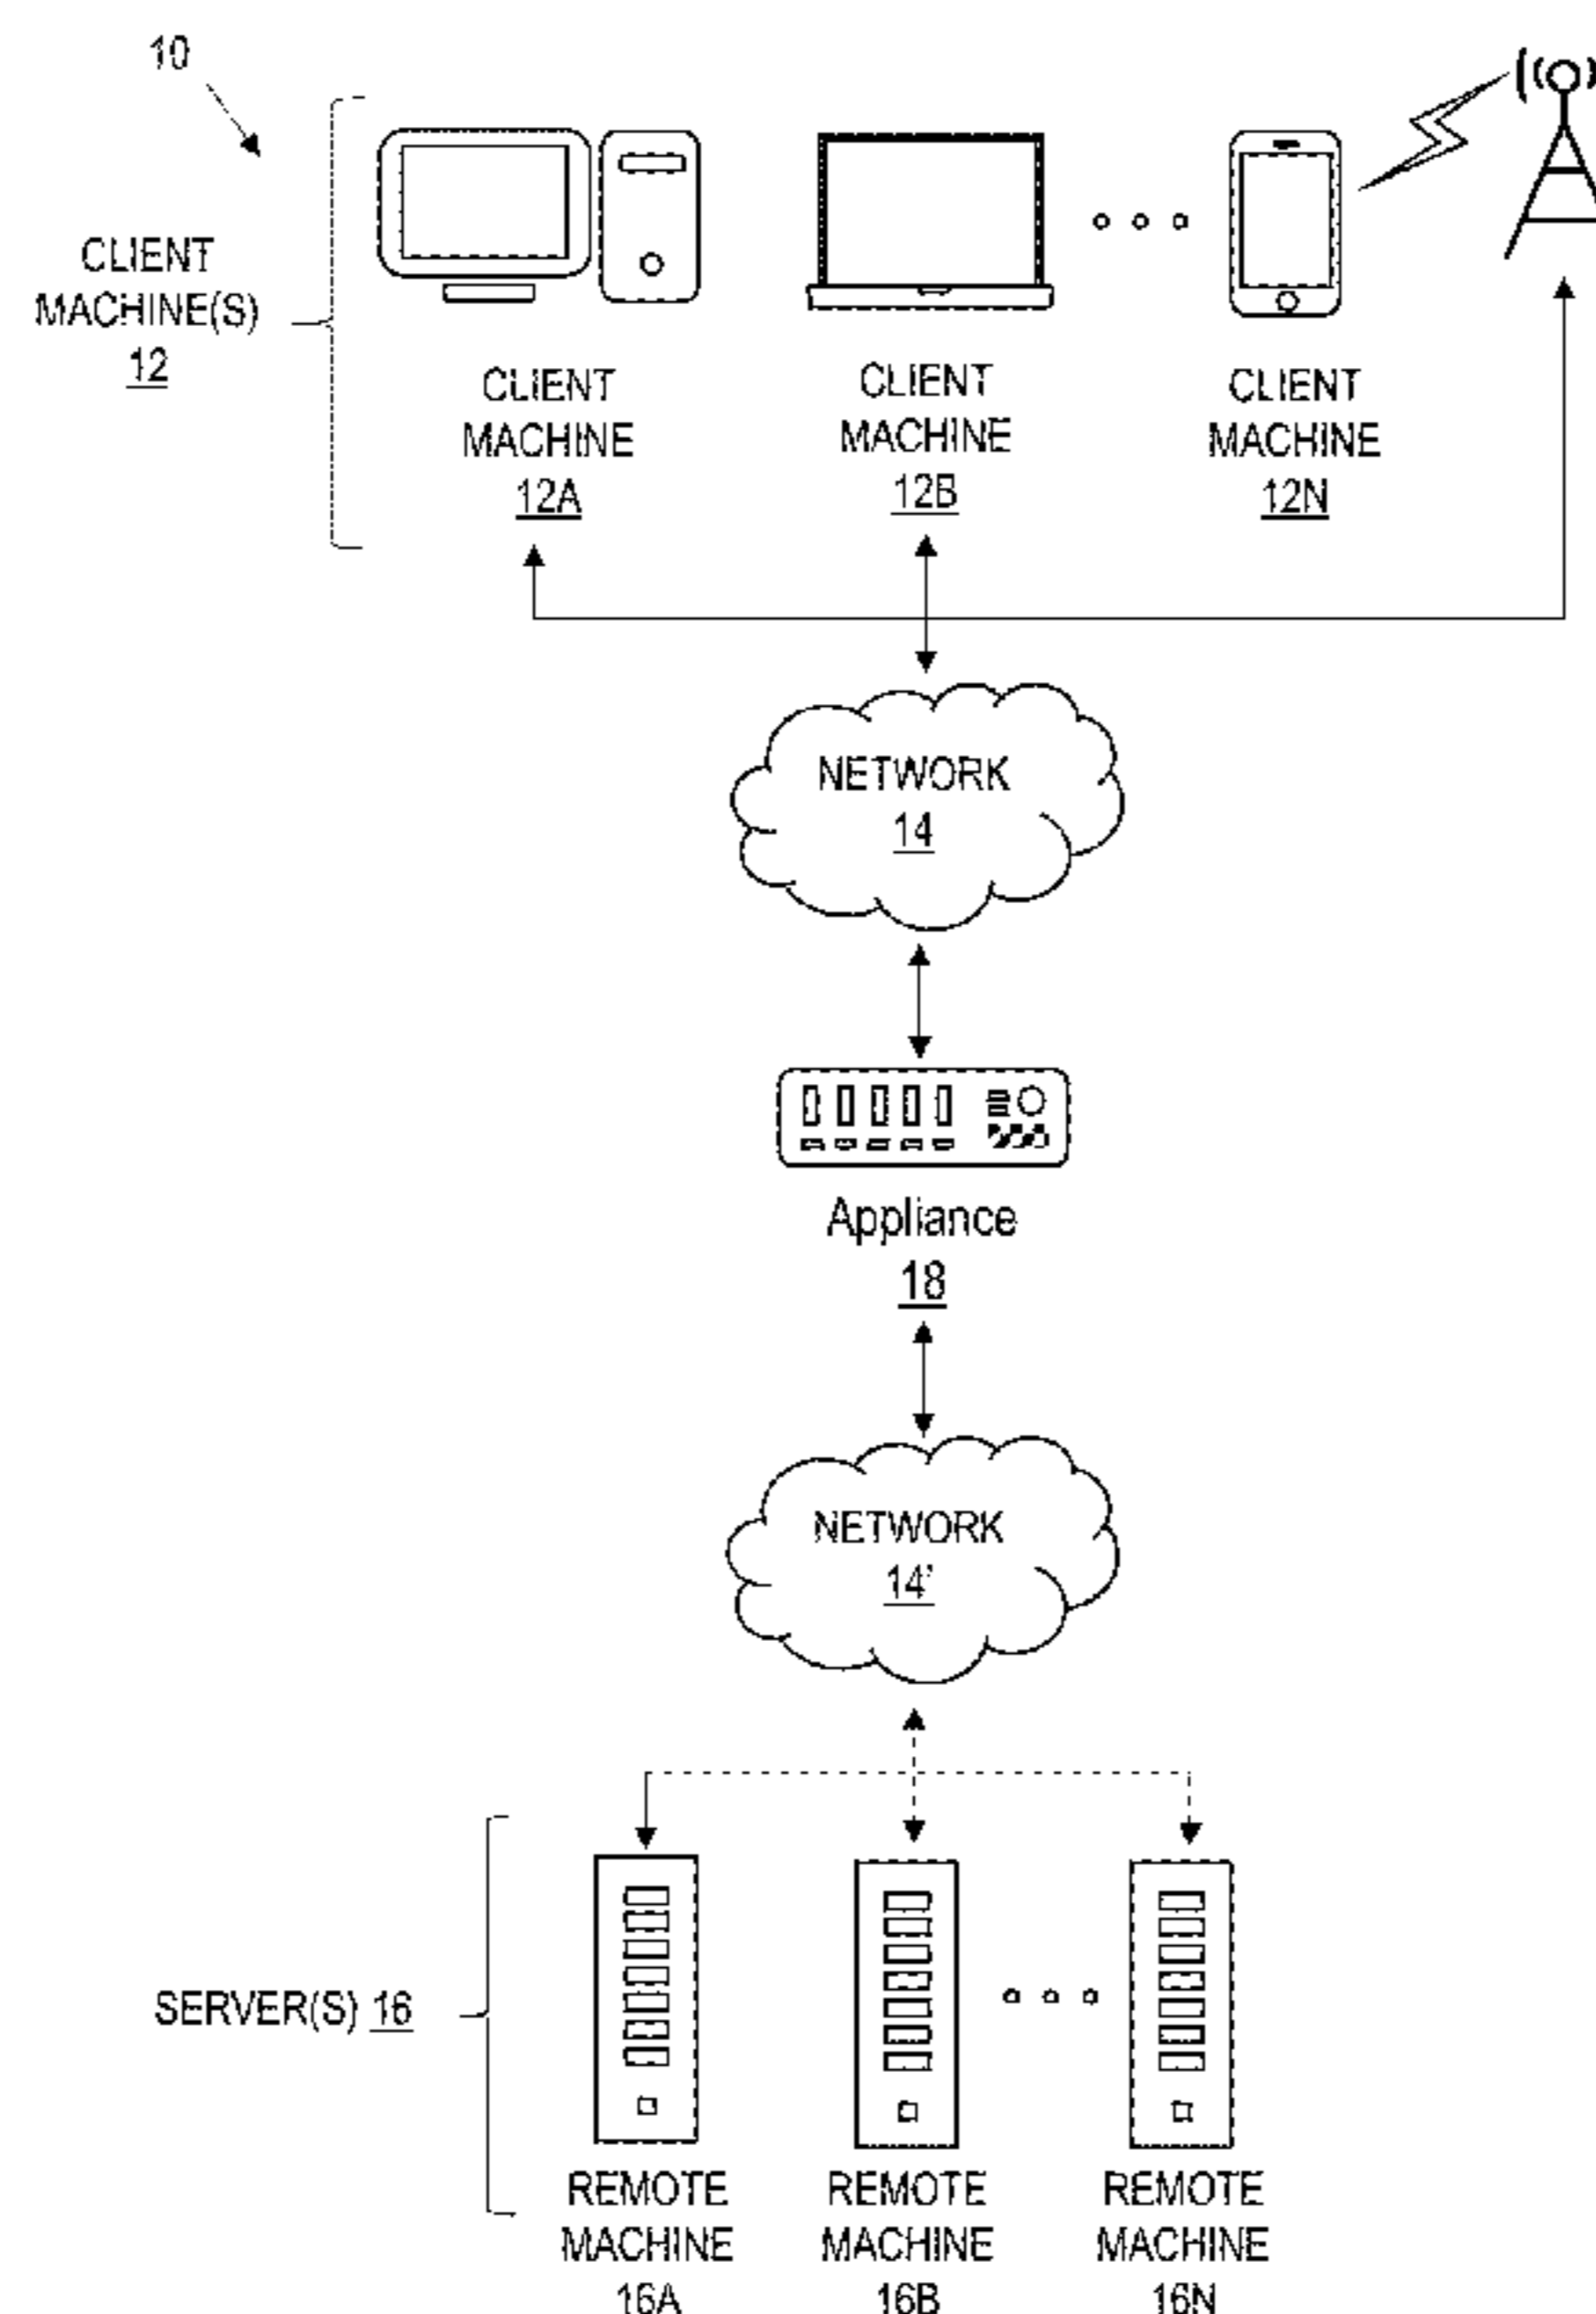 10
CLIENT
MACHINE(S)
12
CLIENT
MACHINE
12A
CLIENT
MACHINE
12B
CLIENT
MACHINE
12N
NETWORK
14
Appliance
18
NETWORK
14'
SERVER(S) 16
REMOTE
MACHINE
16A
REMOTE
MACHINE
16B
REMOTE
MACHINE
16N